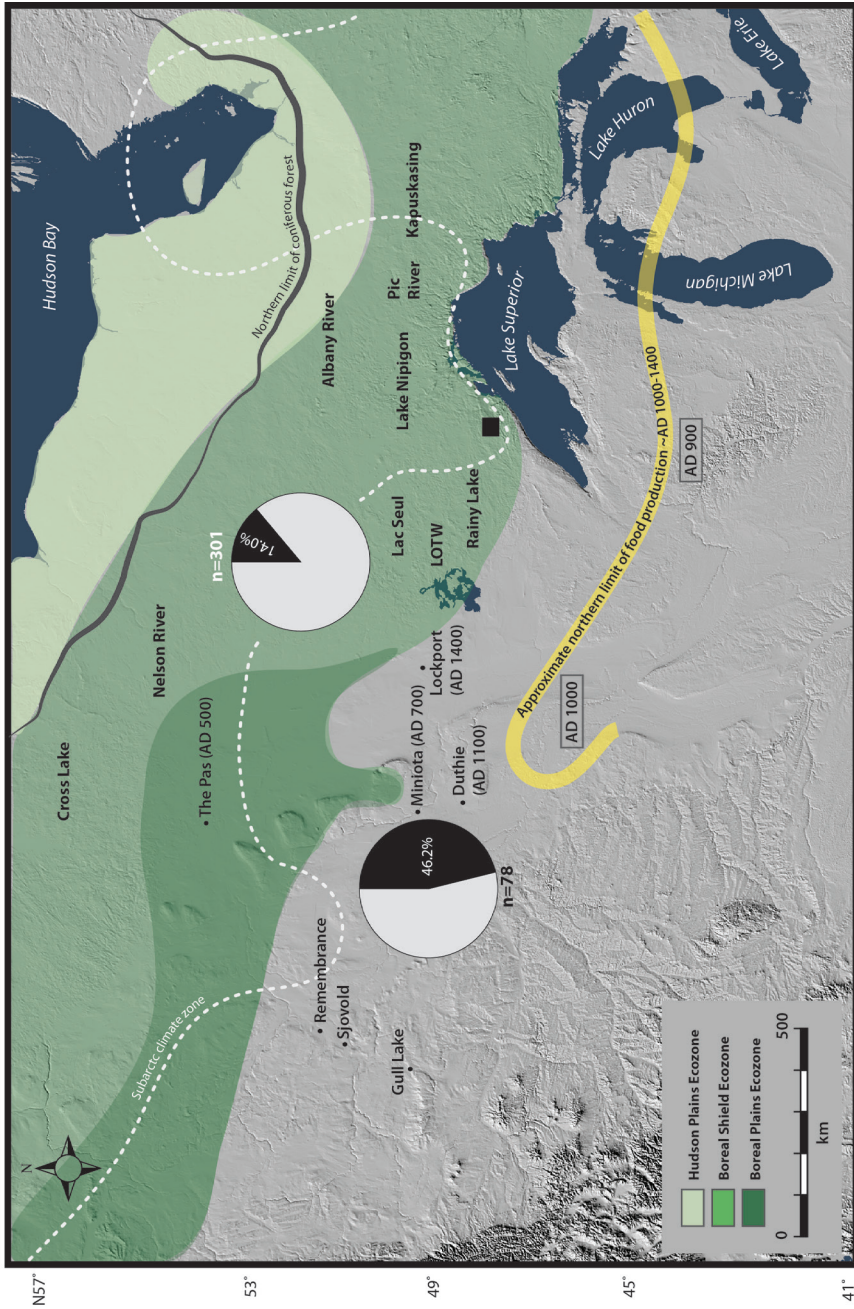 N57°
53°
49°
45°
41°
N
Hudson Bay
Northern limit of coniferous forest
Cross Lake
Nelson River
Albany River
n=301
14.0%
The Pas (AD 500)
Subarctc climate zone
Lac Seul
Lake Nipigon
Pic
River
Kapuskasing
LOTW
Rainy Lake
Lake Superior
Lake Huron
Lake Erie
Lake Michigan
Remembrance
Sjovold
Gull Lake
46.2%
n=78
Miniota (AD 700)
Duthie
(AD 1100)
Lockport
(AD 1400)
Approximate northern limit of food production ~AD 1000-1400
AD 1000
AD 900
Hudson Plains Ecozone
Boreal Shield Ecozone
Boreal Plains Ecozone
0
500
km